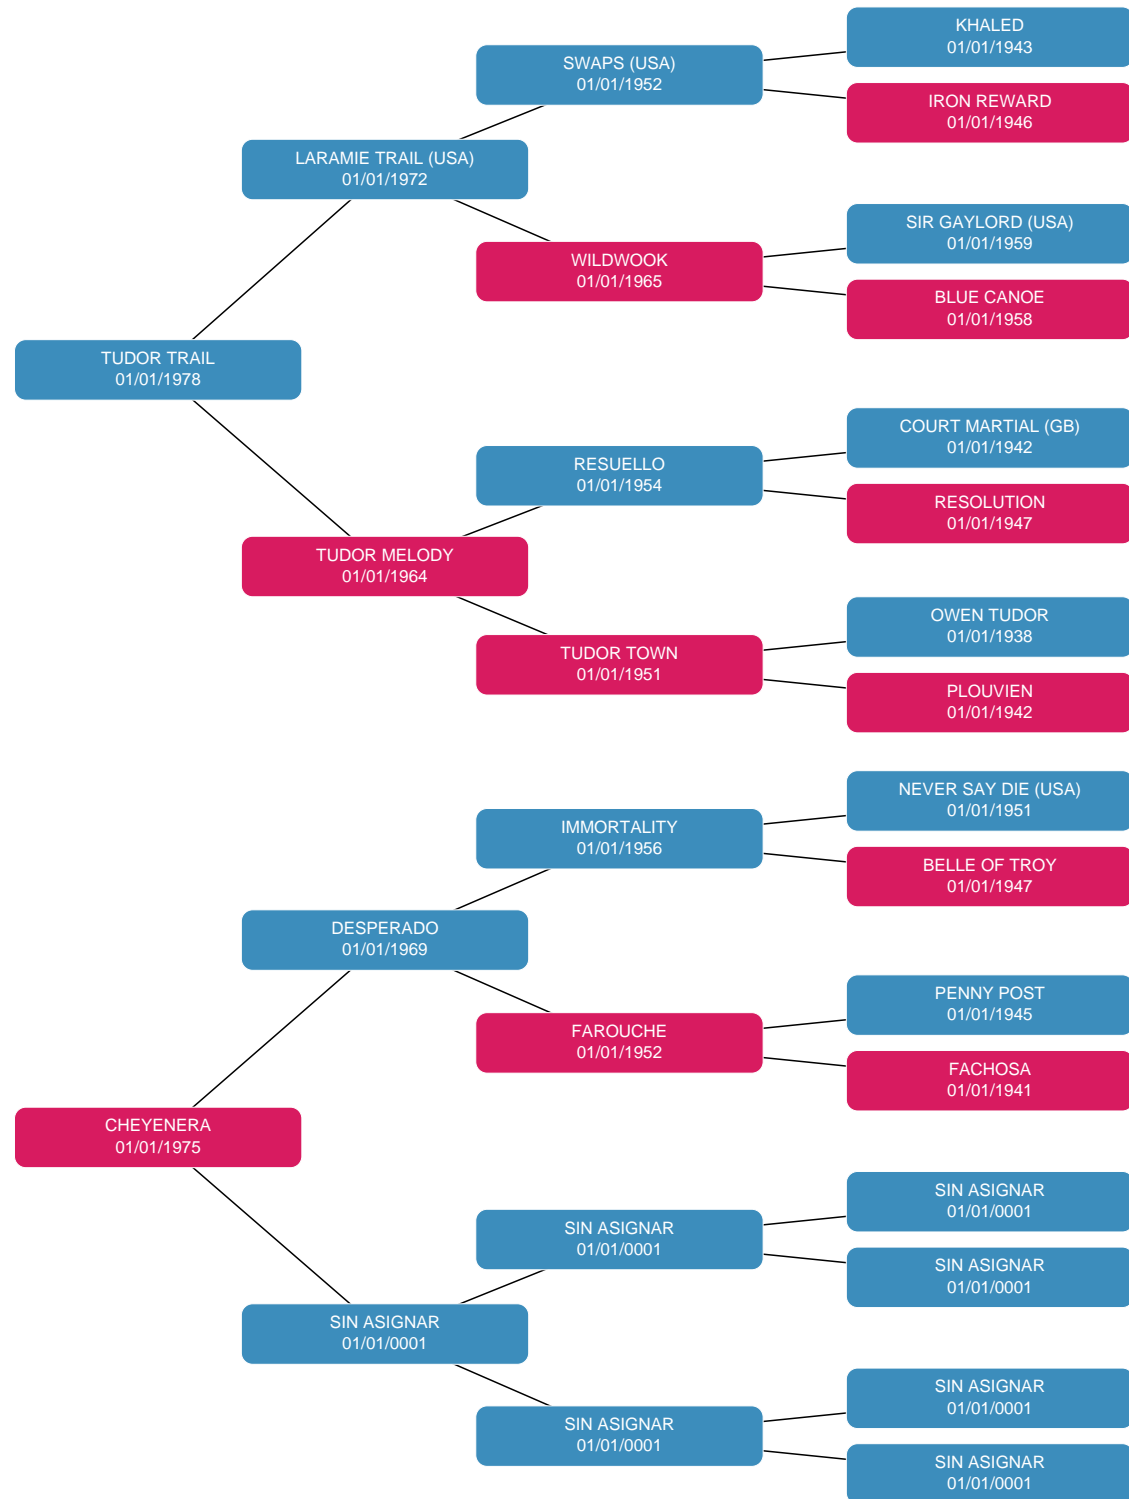 KHALED
01/01/1943
SWAPS (USA)
01/01/1952
IRON REWARD
01/01/1946
LARAMIE TRAIL (USA)
01/01/1972
SIR GAYLORD (USA)
01/01/1959
WILDWOOK
01/01/1965
BLUE CANOE
01/01/1958
TUDOR TRAIL
01/01/1978
COURT MARTIAL (GB)
01/01/1942
RESUELLO
01/01/1954
RESOLUTION
01/01/1947
TUDOR MELODY
01/01/1964
OWEN TUDOR
01/01/1938
TUDOR TOWN
01/01/1951
PLOUVIEN
01/01/1942
NEVER SAY DIE (USA)
01/01/1951
IMMORTALITY
01/01/1956
BELLE OF TROY
01/01/1947
DESPERADO
01/01/1969
PENNY POST
01/01/1945
FAROUCHE
01/01/1952
FACHOSA
01/01/1941
CHEYENERA
01/01/1975
SIN ASIGNAR
01/01/0001
SIN ASIGNAR
01/01/0001
SIN ASIGNAR
01/01/0001
SIN ASIGNAR
01/01/0001
SIN ASIGNAR
01/01/0001
SIN ASIGNAR
01/01/0001
SIN ASIGNAR
01/01/0001